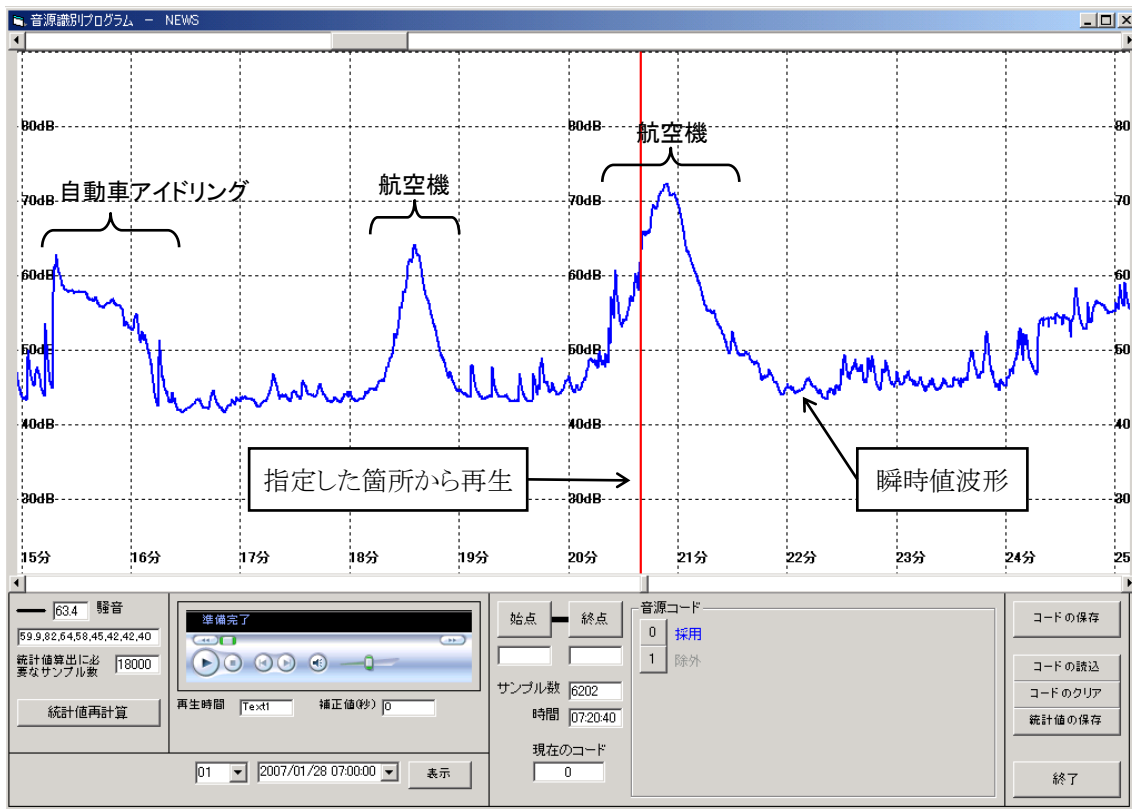 音源識別プログラム － NEWS
80dB 80dB 80
航空機
自動車アイドリング 航空機
70dB 70dB 70
60dB 60dB 60
50dB 50dB 50
40dB 40dB 40
指定した箇所から再生 瞬時値波形
30dB 30dB 30
15分 16分 17分 18分 19分 20分 21分 22分 23分 24分 25
63.4 騒音
59.9,82,64,58,45,42,42,40
統計値算出に必
要なサンプル数 18000
統計値再計算
準備完了
再生時間 Text1 補正値(秒) 0
01 2007/01/28 07:00:00 表示
始点 終点
サンプル数 6202
時間 07:20:40
現在のコード
0
音源コード
0 採用
1 除外
コードの保存
コードの読込
コードのクリア
統計値の保存
終了